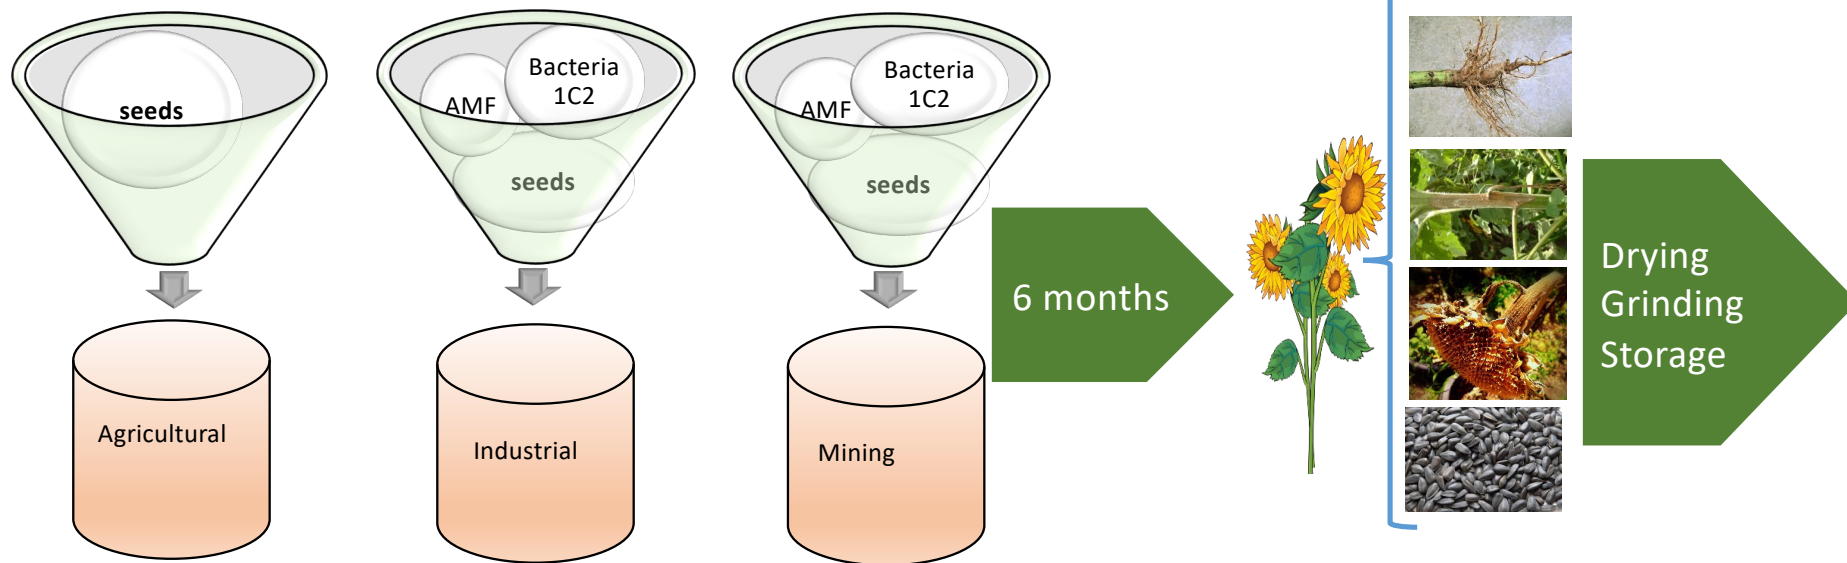 seeds
AMF
Bacteria
1C2
seeds
AMF
Bacteria
1C2
seeds
Agricultural
Industrial
Mining
6 months
Drying
Grinding
Storage